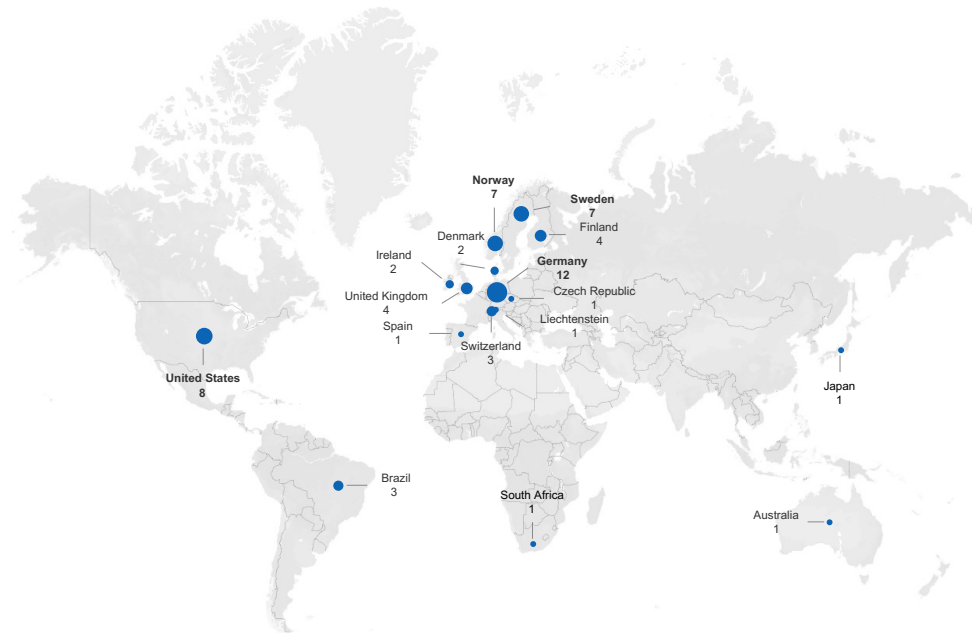 Norway
7
Sweden
7
Finland
4
Denmark
2
Ireland
2
Germany
12
Czech Republic
1
United Kingdom
4
Liechtenstein
1
Spain
1
Switzerland
3
United States
8
Japan
1
Brazil
3
South Africa
1
Australia
1